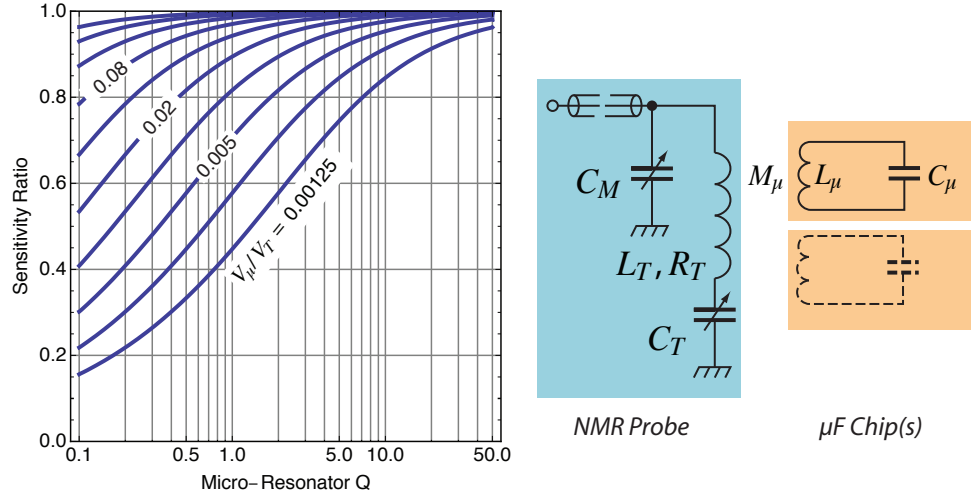 Sensitivity Ratio
1.0
0.8
0.6
0.4
0.2
0.0
0.1
0.5
1.0
5.0
10.0
50.0
Micro-Resonator Q
0.08
0.02
0.005
Vμ/VT = 0.00125
CM
LT, RT
CT
NMR Probe
Mμ
Lμ
Cμ
μF Chip(s)